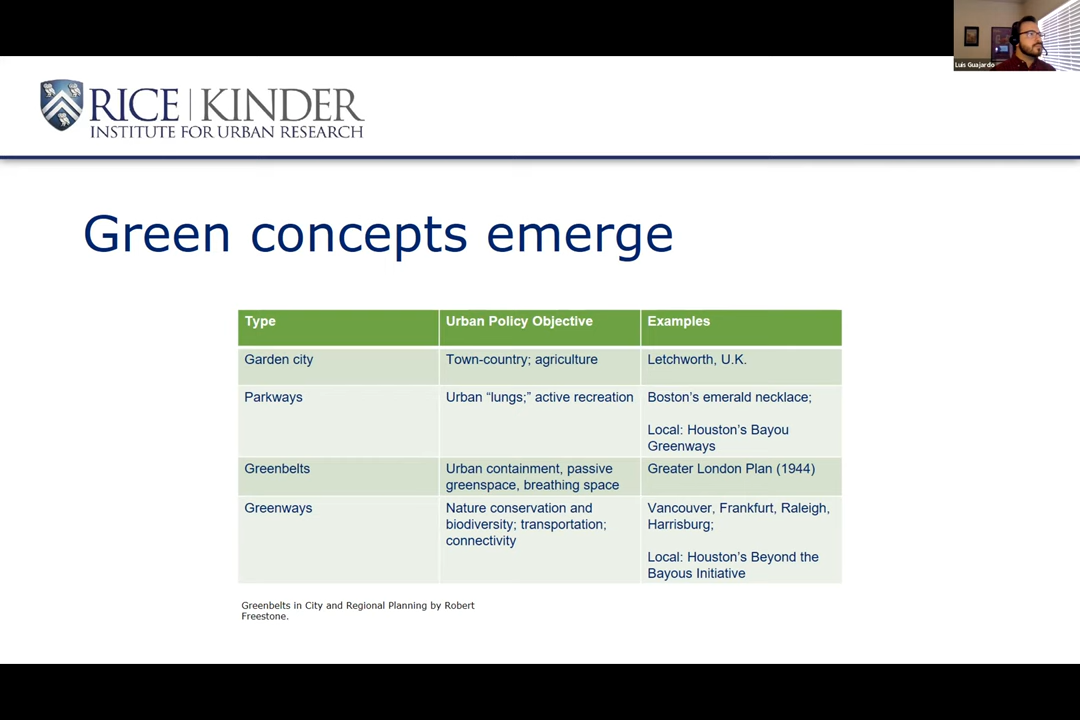 Luis Guajardo
RICE | KINDER
INSTITUTE FOR URBAN RESEARCH
Green concepts emerge
Type
Urban Policy Objective
Examples
Garden city
Town-country; agriculture
Letchworth, U.K.
Parkways
Urban “lungs;” active recreation
Boston’s emerald necklace;
Local: Houston’s Bayou
Greenways
Greenbelts
Urban containment, passive
greenspace, breathing space
Greater London Plan (1944)
Greenways
Nature conservation and
biodiversity; transportation;
connectivity
Vancouver, Frankfurt, Raleigh,
Harrisburg;
Local: Houston’s Beyond the
Bayous Initiative
Greenbelts in City and Regional Planning by Robert
Freestone.